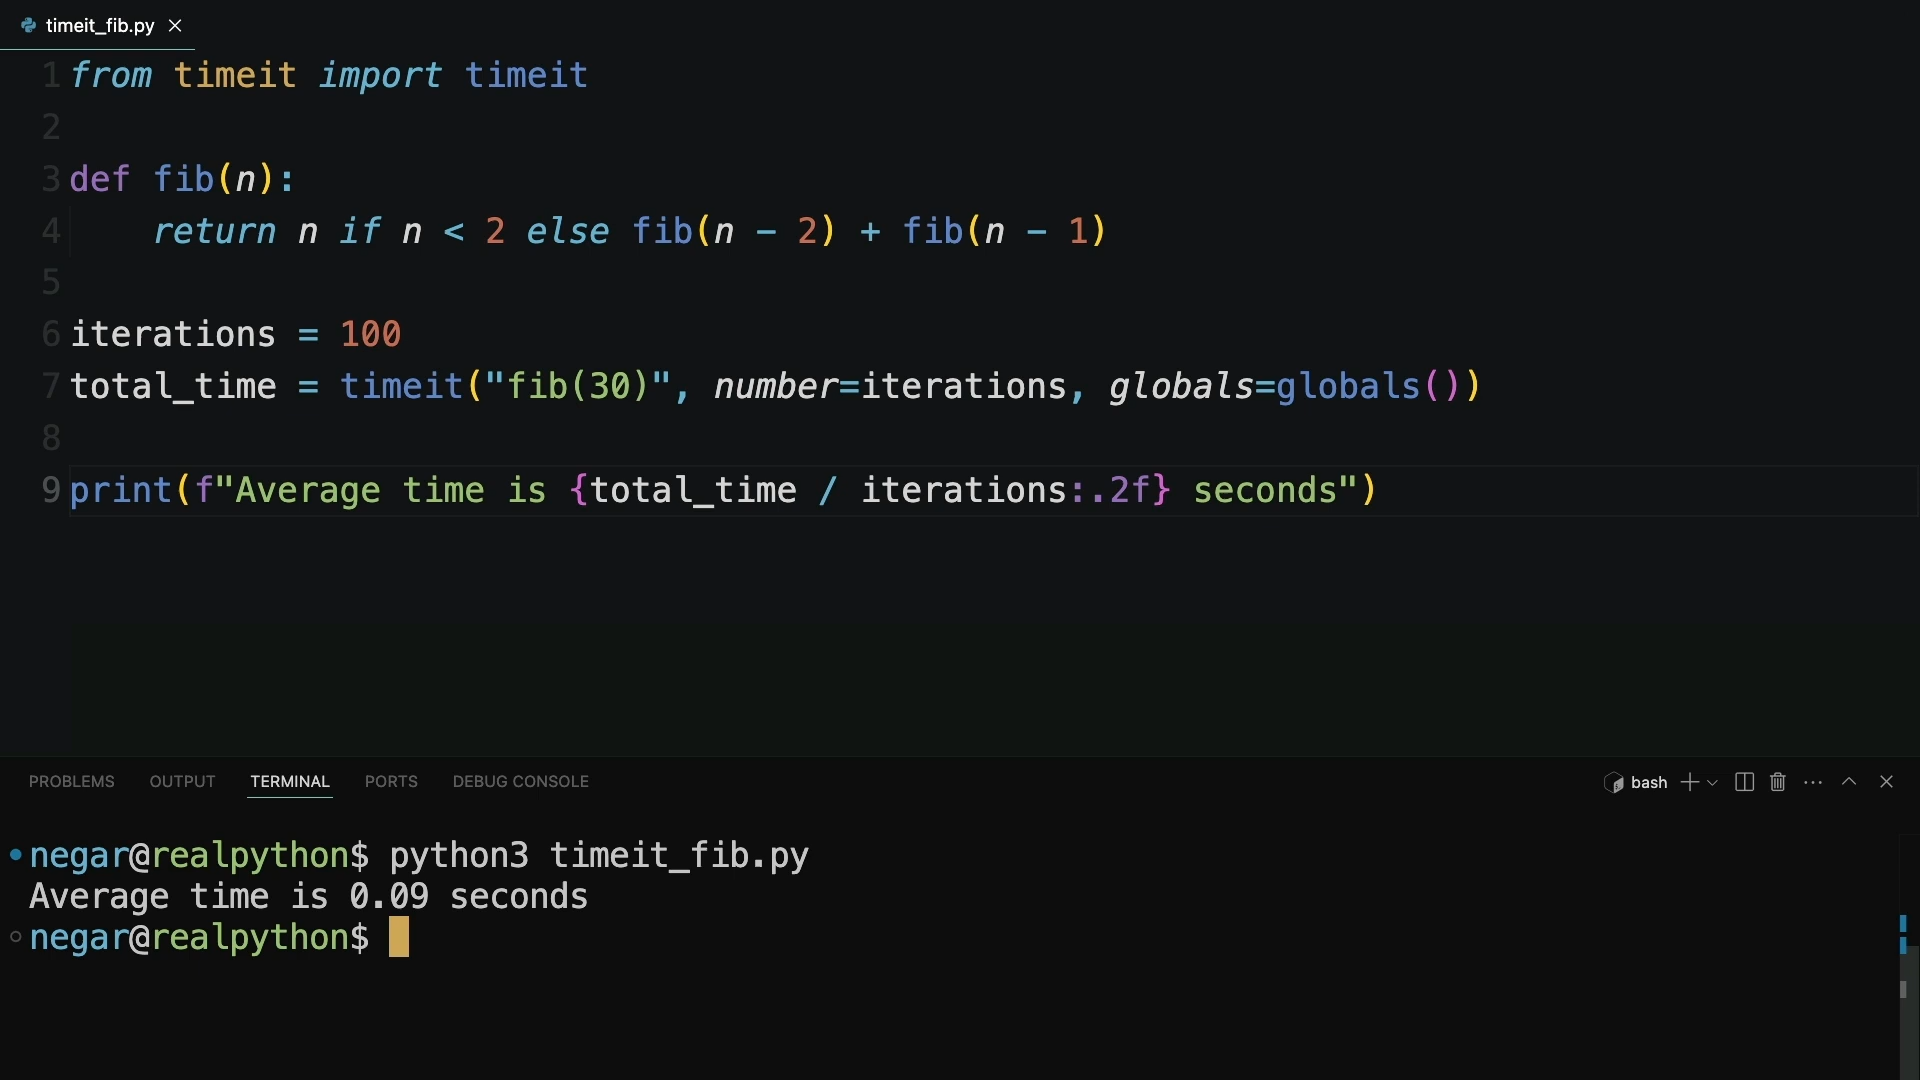 timeit_fib.py
1 from timeit import timeit
2
3 def fib(n):
4     return n if n < 2 else fib(n - 2) + fib(n - 1)
5
6 iterations = 100
7 total_time = timeit("fib(30)", number=iterations, globals=globals())
8
9 print(f"Average time is {total_time / iterations:.2f} seconds")
PROBLEMS OUTPUT TERMINAL PORTS DEBUG CONSOLE bash
negar@realpython$ python3 timeit_fib.py
Average time is 0.09 seconds
negar@realpython$